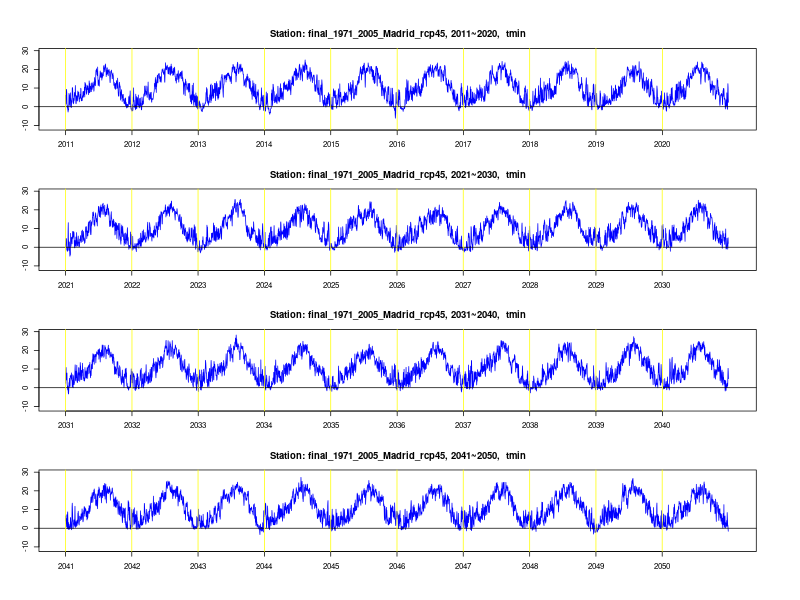 Station: final_1971_2005_Madrid_rcp45, 2011~2020, tmin
30
20
10
0
-10
2011 2012 2013 2014 2015 2016 2017 2018 2019 2020
Station: final_1971_2005_Madrid_rcp45, 2021~2030, tmin
30
20
10
0
-10
2021 2022 2023 2024 2025 2026 2027 2028 2029 2030
Station: final_1971_2005_Madrid_rcp45, 2031~2040, tmin
30
20
10
0
-10
2031 2032 2033 2034 2035 2036 2037 2038 2039 2040
Station: final_1971_2005_Madrid_rcp45, 2041~2050, tmin
30
20
10
0
-10
2041 2042 2043 2044 2045 2046 2047 2048 2049 2050